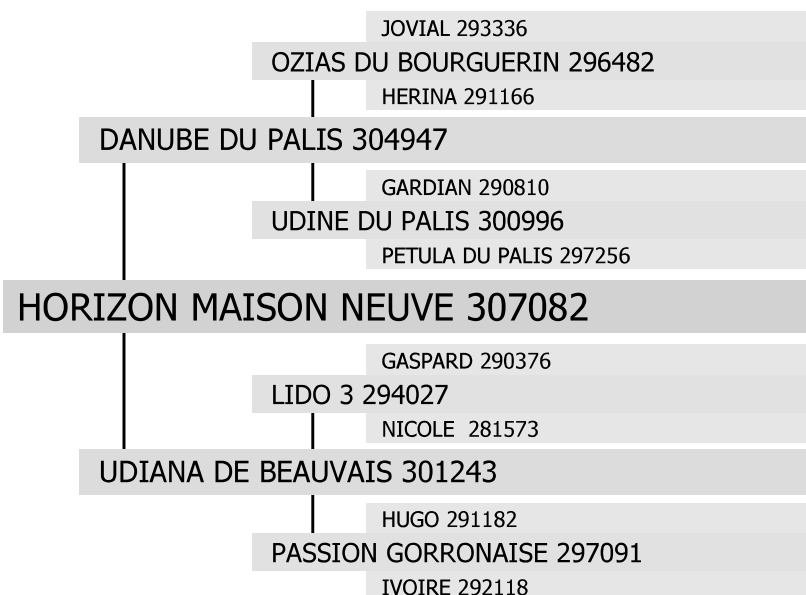 JOVIAL 293336
OZIAS DU BOURGUERIN 296482
HERINA 291166
DANUBE DU PALIS 304947
GARDIAN 290810
UDINE DU PALIS 300996
PETULA DU PALIS 297256
HORIZON MAISON NEUVE 307082
GASPARD 290376
LIDO 3 294027
NICOLE  281573
UDIANA DE BEAUVAIS 301243
HUGO 291182
PASSION GORRONAISE 297091
IVOIRE 292118